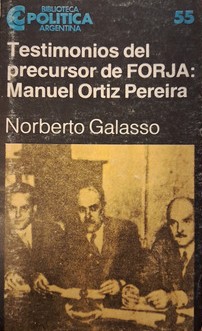 BIBLIOTECA
POLITICA
ARGENTINA
55
Testimonios del
precursor de FORJA:
Manuel Ortiz Pereira
Norberto Galasso